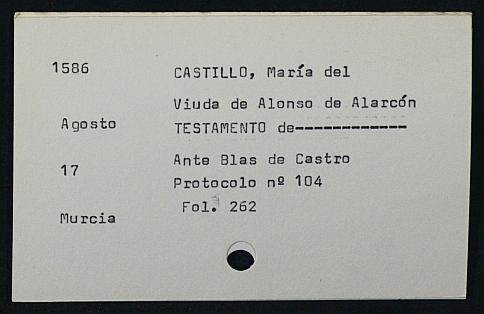 1586
CASTILLO, María del
Viuda de Alonso de Alarcón
Agosto
TESTAMENTO de-------------
17
Ante Blas de Castro
Protocolo nº 104
Murcia
Fol. 262